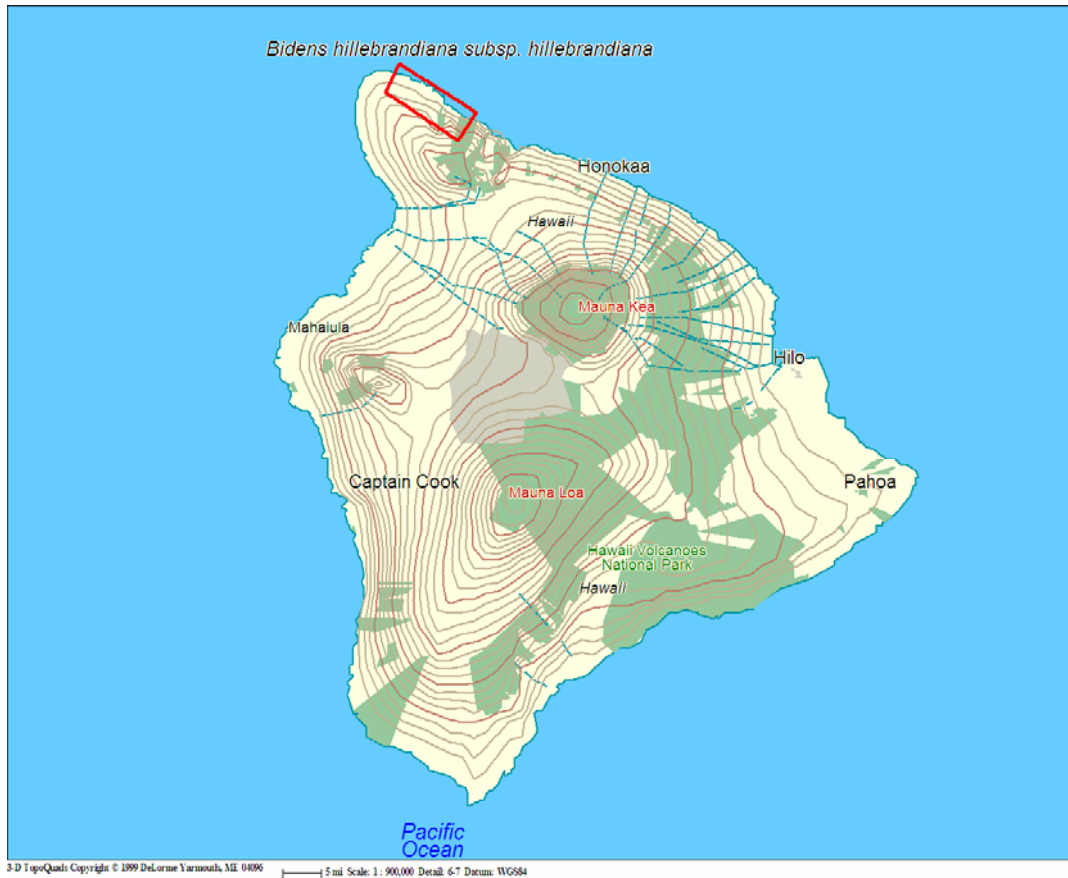 Bidens hillebrandiana subsp. hillebrandiana
Honokaa
Hawaii
Mauna Kea
Mahaiula
Hilo
Captain Cook
Mauna Loa
Pahoa
Hawaii Volcanoes
National Park
Hawaii
Pacific
Ocean
3-D TopoQuads Copyright © 1999 DeLorme Yarmouth, ME 04096
5 mi Scale: 1 : 900,000 Detail: 6-7 Datum: WGS84